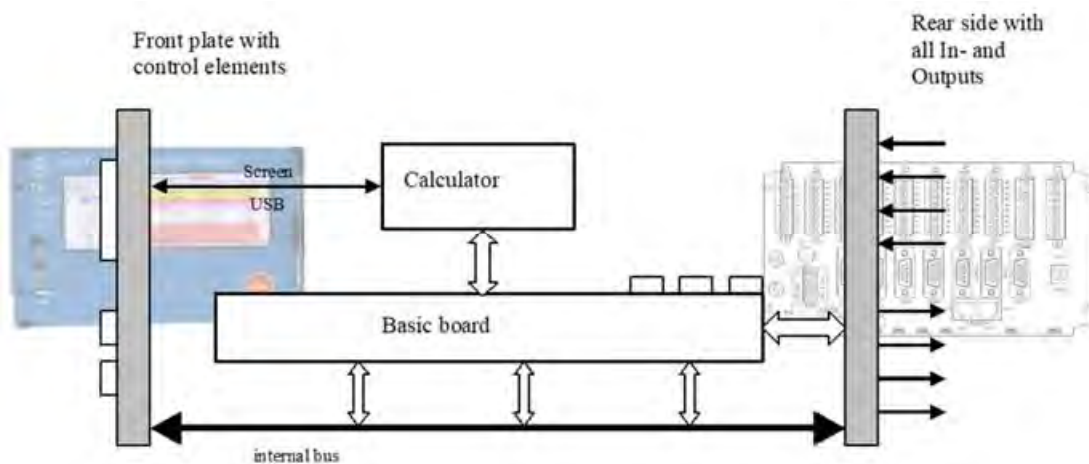 Front plate with
control elements
Rear side with
all In- and
Outputs
Screen
USB
Calculator
Basic board
internal bus